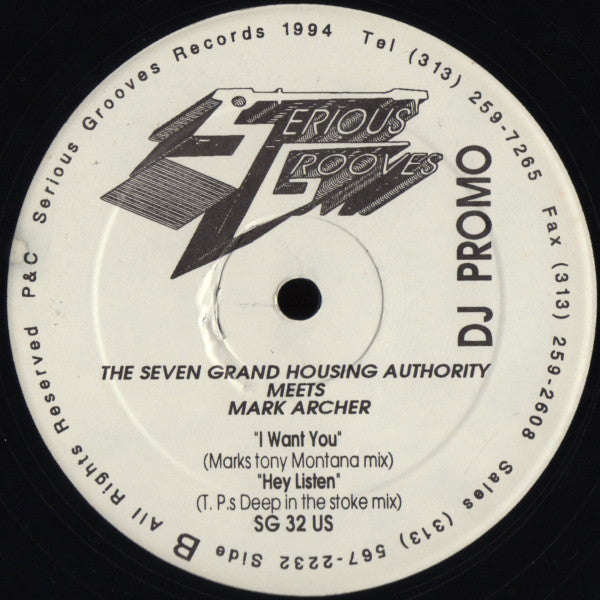 Side B All Rights Reserved P&C Serious Grooves Records 1994 Tel (313) 259-7265 Fax (313) 259-2608 Sales (313) 567-2232
SERIOUS
GROOVES
DJ PROMO
THE SEVEN GRAND HOUSING AUTHORITY
MEETS
MARK ARCHER
"I Want You"
(Marks tony Montana mix)
"Hey Listen"
(T. P.s Deep in the stoke mix)
SG 32 US